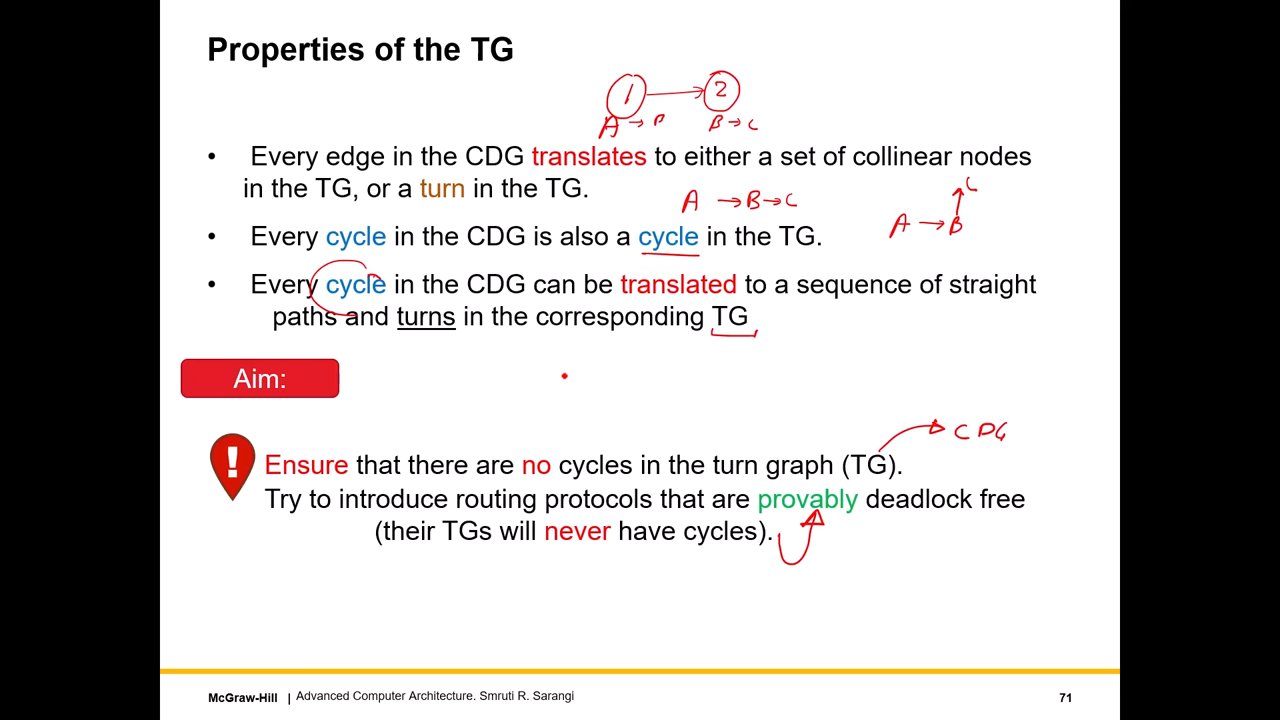 Properties of the TG
1 → 2
A → B
B → C
• Every edge in the CDG translates to either a set of collinear nodes
in the TG, or a turn in the TG.
A → B → C
C
A → B
• Every cycle in the CDG is also a cycle in the TG.
• Every cycle in the CDG can be translated to a sequence of straight
paths and turns in the corresponding TG
Aim:
CDG
! Ensure that there are no cycles in the turn graph (TG).
Try to introduce routing protocols that are provably deadlock free
(their TGs will never have cycles).
McGraw-Hill | Advanced Computer Architecture. Smruti R. Sarangi
71